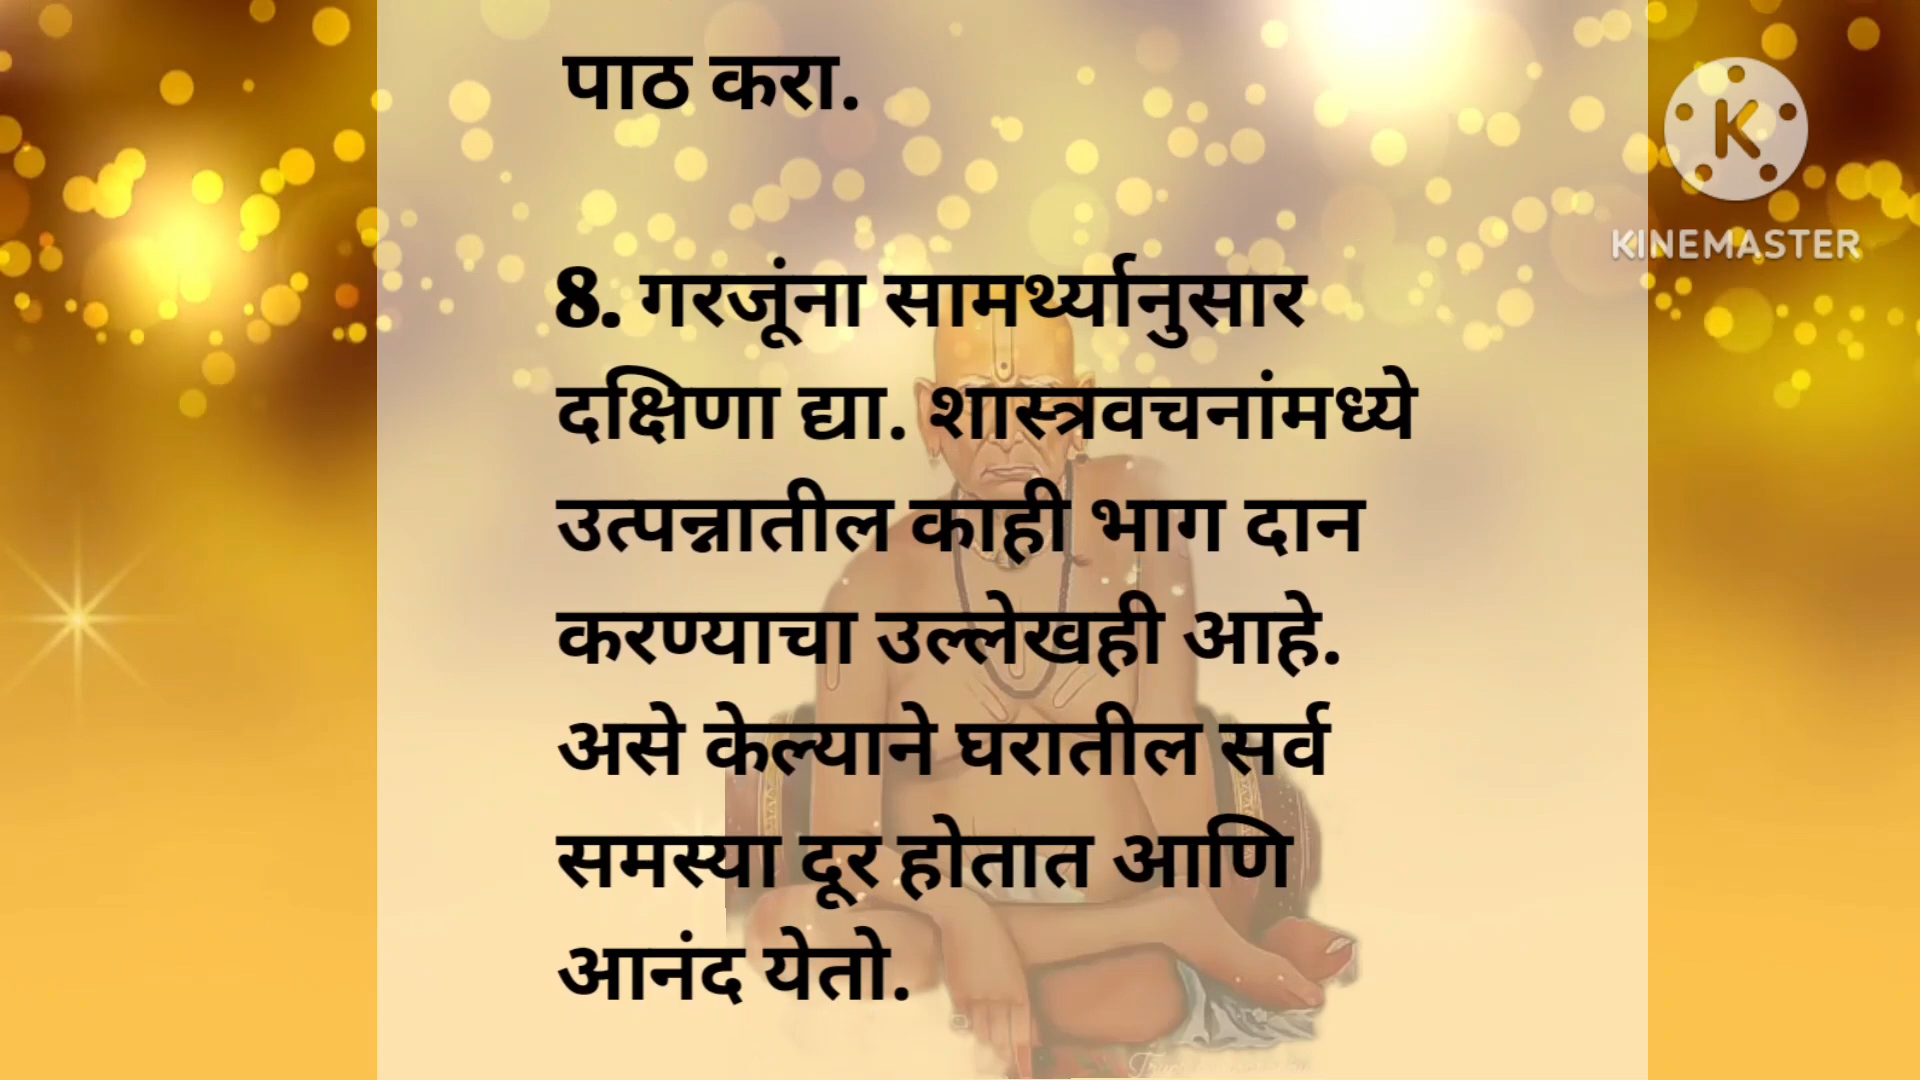 पाठ करा.
KINEMASTER
8. गरजूंना सामर्थ्यानुसार
दक्षिणा द्या. शास्त्रवचनांमध्ये
उत्पन्नातील काही भाग दान
करण्याचा उल्लेखही आहे.
असे केल्याने घरातील सर्व
समस्या दूर होतात आणि
आनंद येतो.